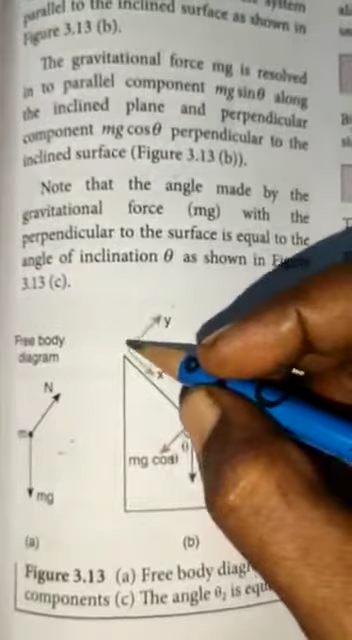 parallel to the inclined surface as shown in
Figure 3.13 (b).
The gravitational force mg is resolved
in to parallel component mg sinθ along
the inclined plane and perpendicular
component mg cosθ perpendicular to the
inclined surface (Figure 3.13 (b)).
Note that the angle made by the
gravitational force (mg) with the
perpendicular to the surface is equal to the
angle of inclination θ as shown in Figure
3.13 (c).
Free body
diagram
N
m
mg
(a)
y
x
θ
mg cosθ
(b)
Figure 3.13 (a) Free body
components (c) The angle θ₂ is